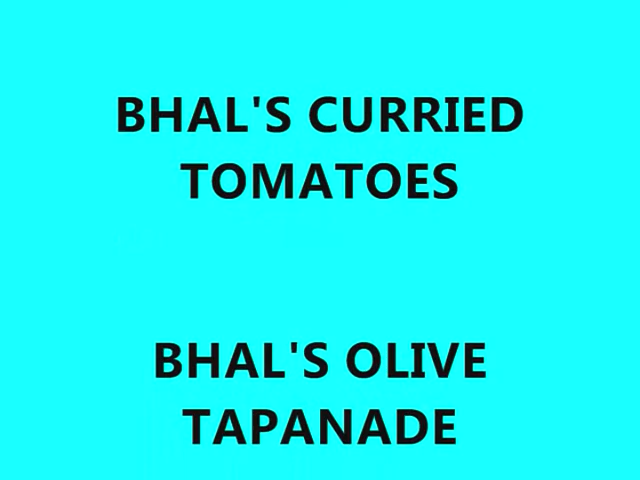 BHAL'S CURRIED
TOMATOES
BHAL'S OLIVE
TAPANADE